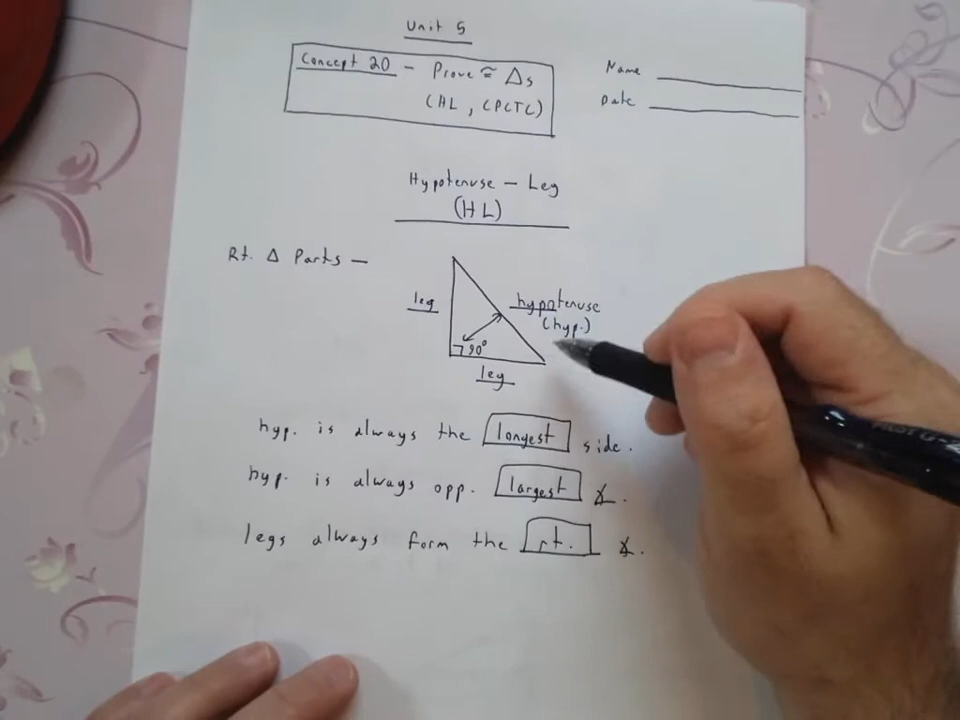 Unit 5
Concept 20 - Prove ≅ Δs
(HL, CPCTC)
Name
Date
Hypotenuse - Leg
(HL)
Rt. Δ Parts -
leg
hypotenuse
(hyp.)
90°
leg
hyp. is always the longest side.
hyp. is always opp. largest ∡.
legs always form the rt. ∡.